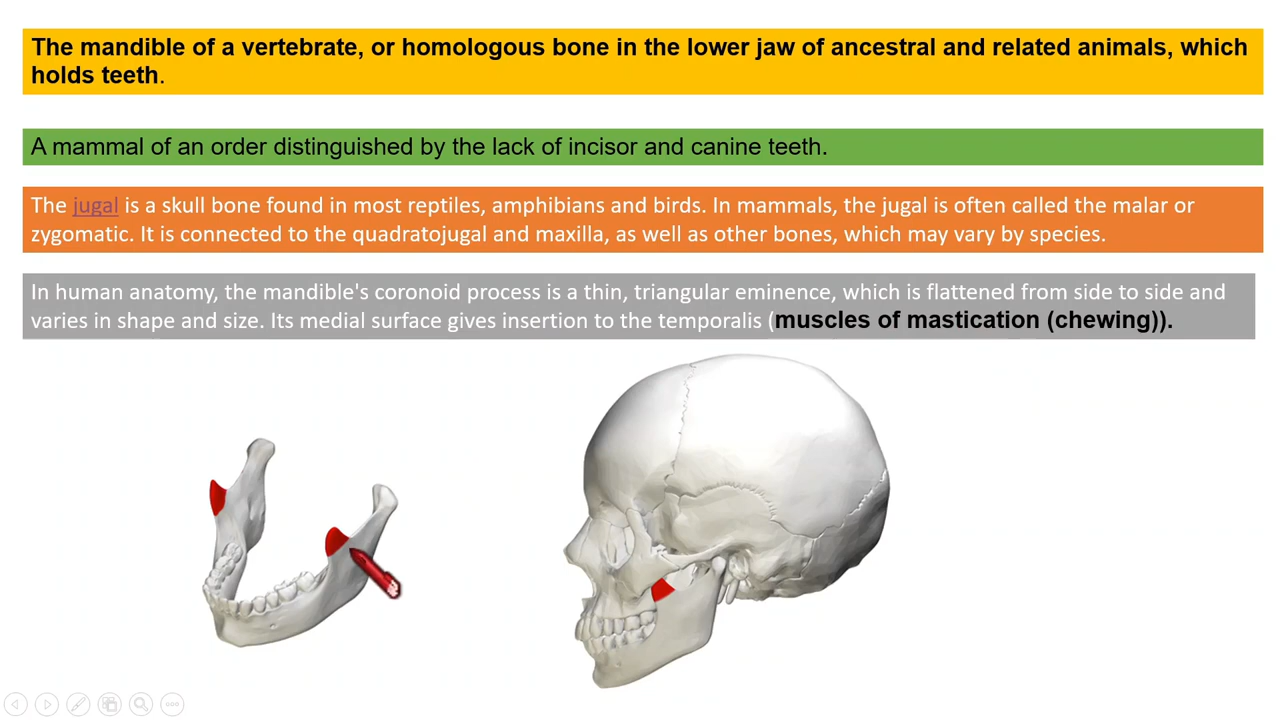 The mandible of a vertebrate, or homologous bone in the lower jaw of ancestral and related animals, which
holds teeth.
A mammal of an order distinguished by the lack of incisor and canine teeth.
The jugal is a skull bone found in most reptiles, amphibians and birds. In mammals, the jugal is often called the malar or
zygomatic. It is connected to the quadratojugal and maxilla, as well as other bones, which may vary by species.
In human anatomy, the mandible's coronoid process is a thin, triangular eminence, which is flattened from side to side and
varies in shape and size. Its medial surface gives insertion to the temporalis (muscles of mastication (chewing)).